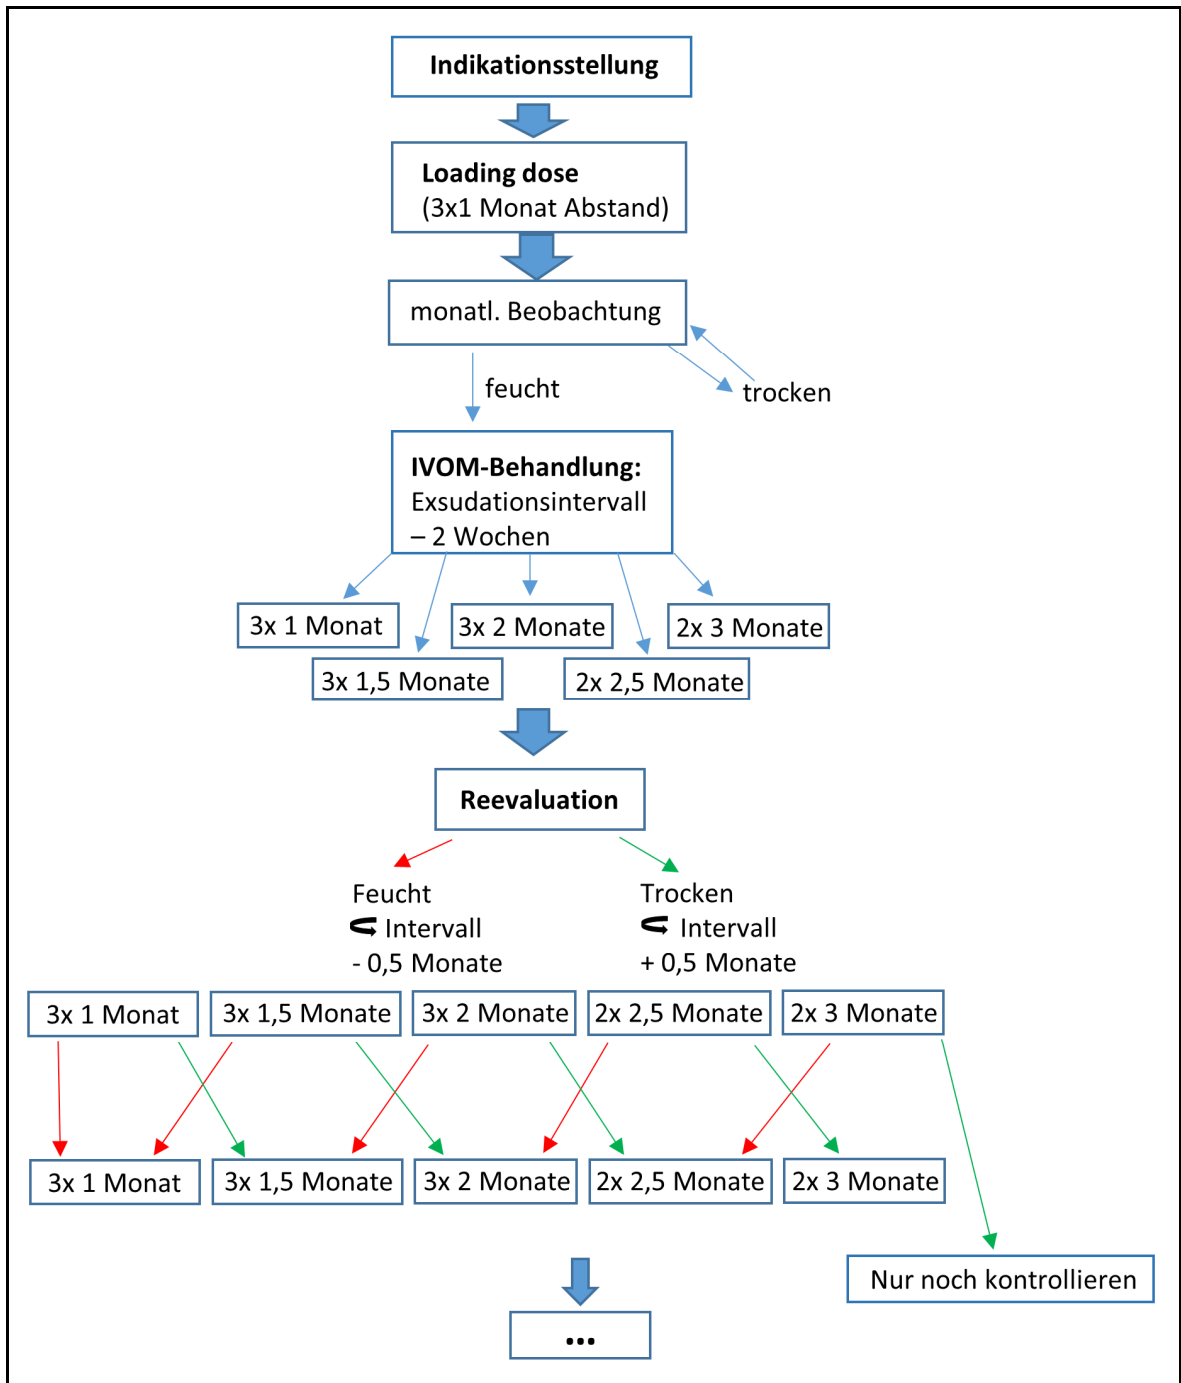 Indikationsstellung
Loading dose
(3x1 Monat Abstand)
monatl. Beobachtung
feucht
trocken
IVOM-Behandlung:
Exsudationsintervall
– 2 Wochen
3x 1 Monat
3x 2 Monate
2x 3 Monate
3x 1,5 Monate
2x 2,5 Monate
Reevaluation
Feucht
Intervall
- 0,5 Monate
Trocken
Intervall
+ 0,5 Monate
3x 1 Monat
3x 1,5 Monate
3x 2 Monate
2x 2,5 Monate
2x 3 Monate
3x 1 Monat
3x 1,5 Monate
3x 2 Monate
2x 2,5 Monate
2x 3 Monate
Nur noch kontrollieren
...